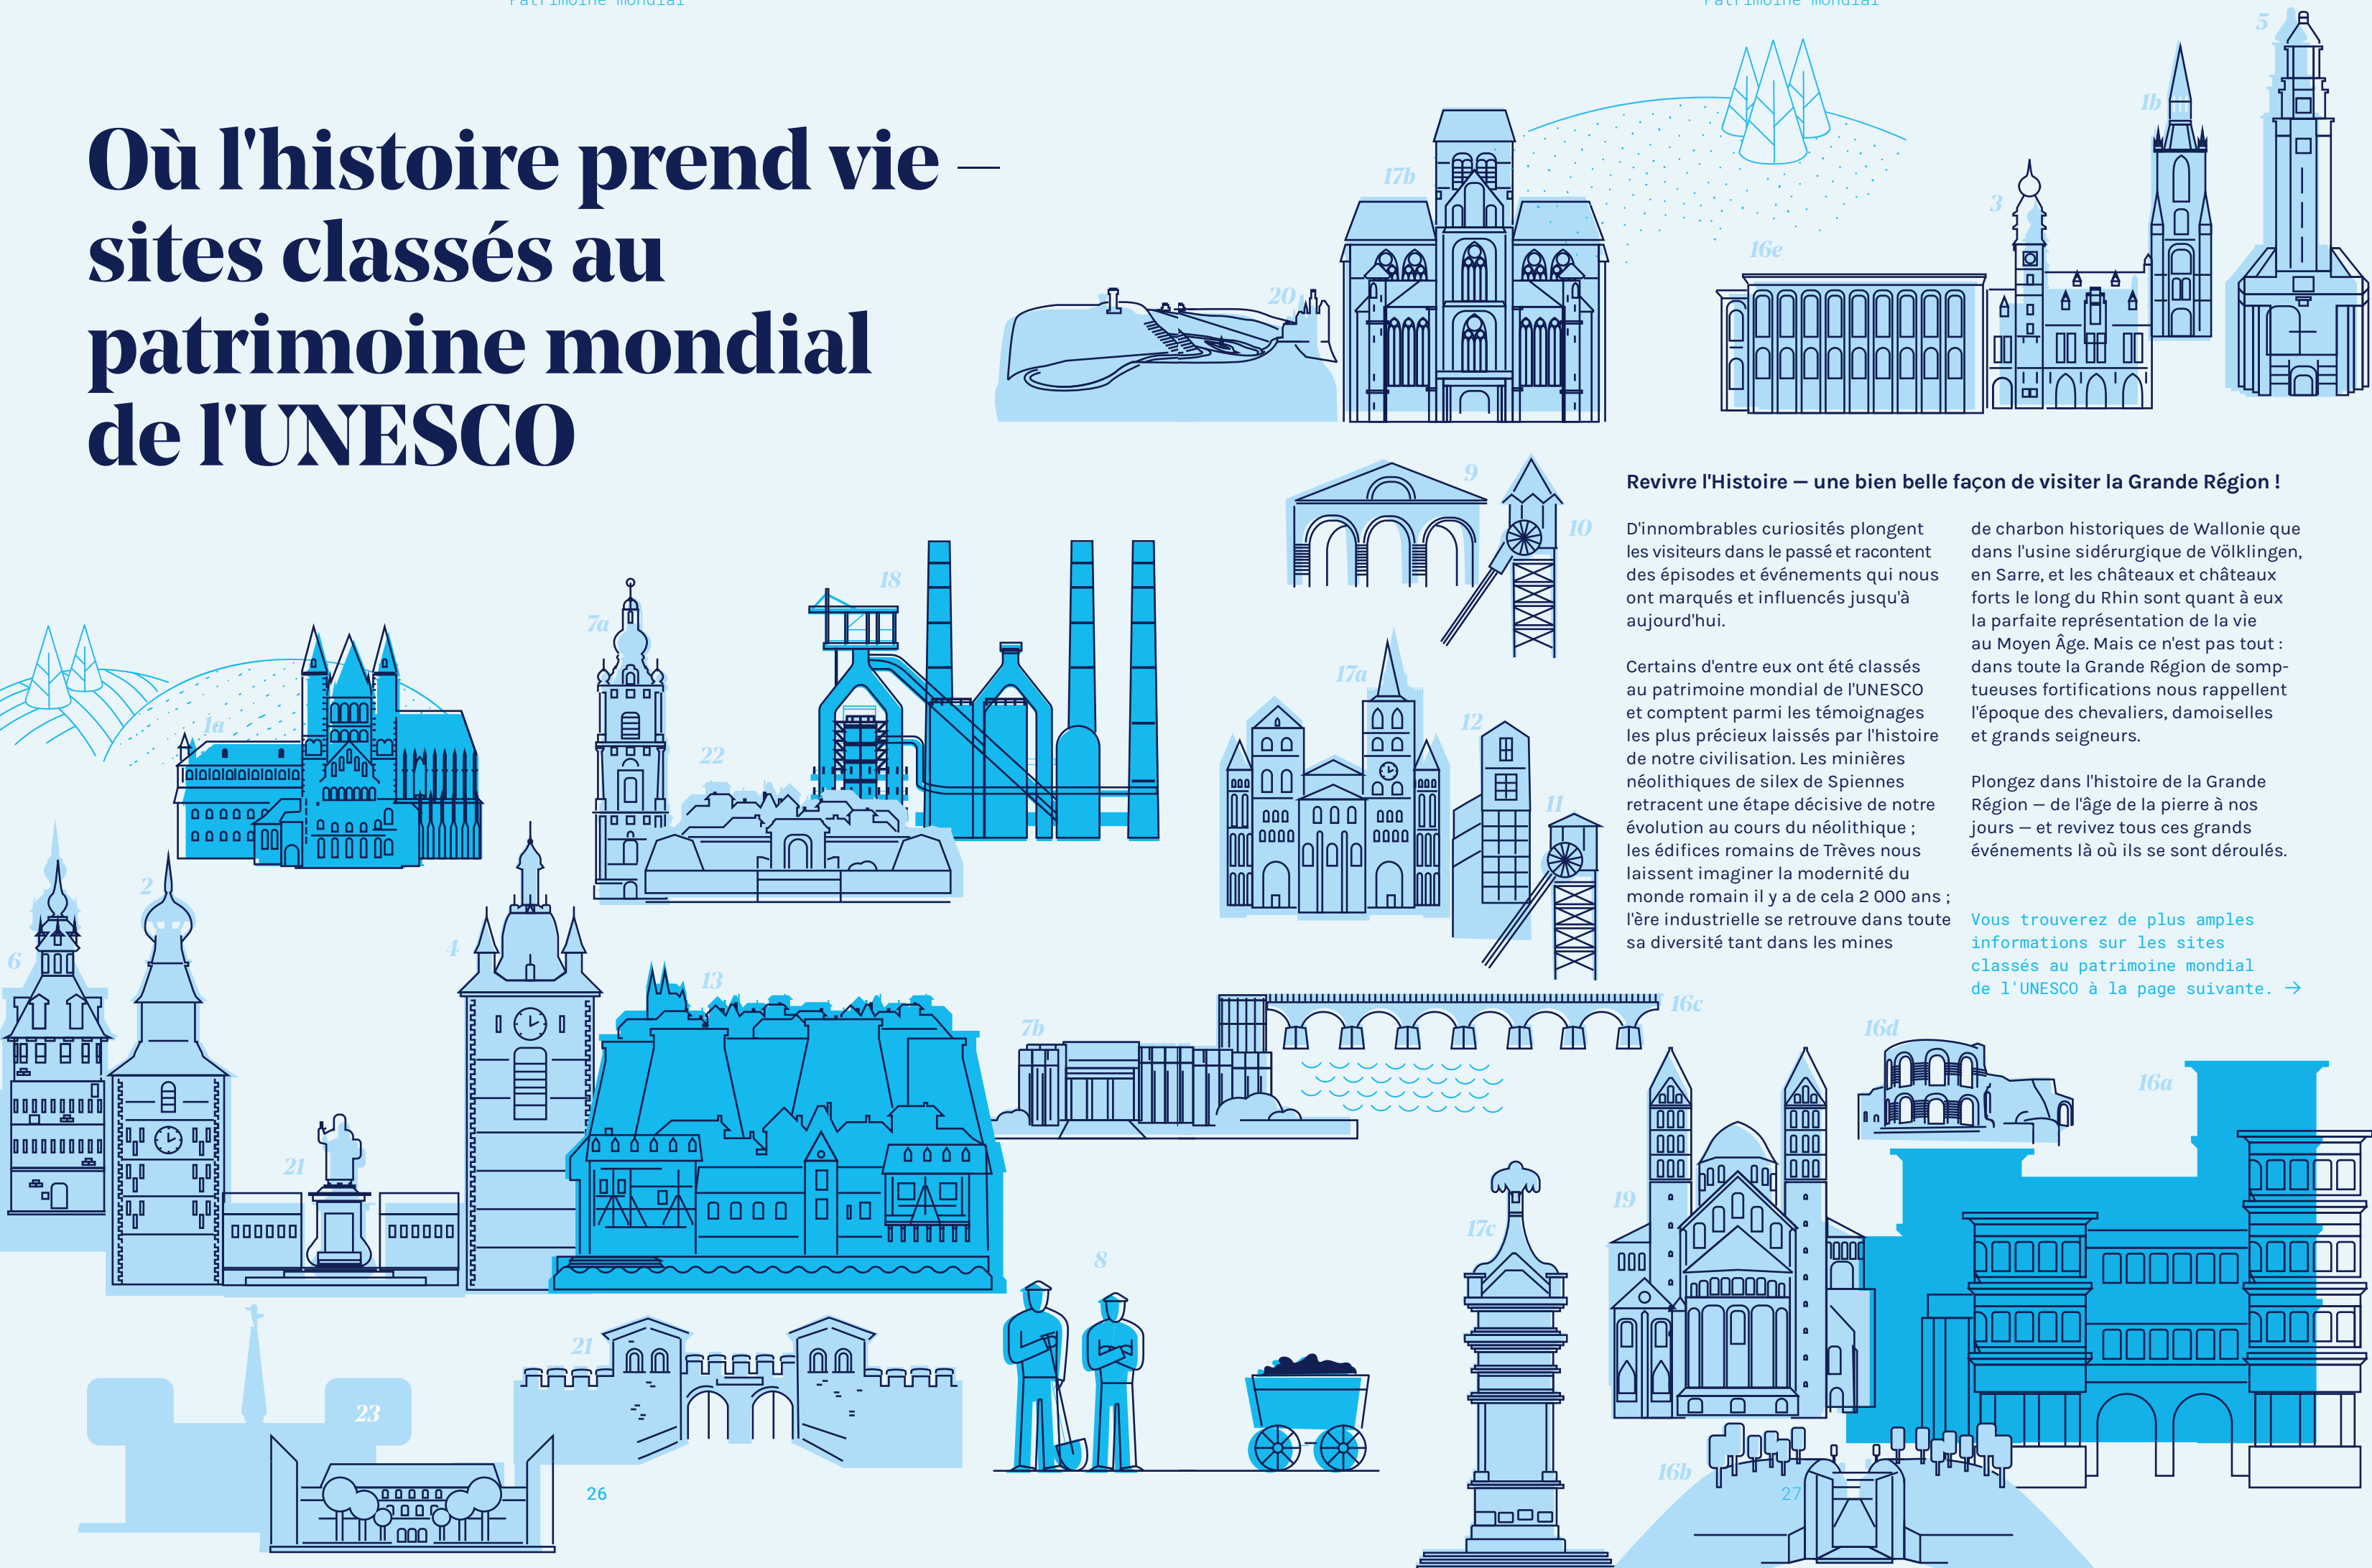 Patrimoine mondial
Patrimoine mondial
Où l'histoire prend vie —
sites classés au
patrimoine mondial
de l'UNESCO
5
1b
17b
3
16e
20
9
10
Revivre l'Histoire — une bien belle façon de visiter la Grande Région !
D'innombrables curiosités plongent
les visiteurs dans le passé et racontent
des épisodes et événements qui nous
ont marqués et influencés jusqu'à
aujourd'hui.
Certains d'entre eux ont été classés
au patrimoine mondial de l'UNESCO
et comptent parmi les témoignages
les plus précieux laissés par l'histoire
de notre civilisation. Les minières
néolithiques de silex de Spiennes
retracent une étape décisive de notre
évolution au cours du néolithique ;
les édifices romains de Trèves nous
laissent imaginer la modernité du
monde romain il y a de cela 2 000 ans ;
l'ère industrielle se retrouve dans toute
sa diversité tant dans les mines
de charbon historiques de Wallonie que
dans l'usine sidérurgique de Völklingen,
en Sarre, et les châteaux et châteaux
forts le long du Rhin sont quant à eux
la parfaite représentation de la vie
au Moyen Âge. Mais ce n'est pas tout :
dans toute la Grande Région de somp-
tueuses fortifications nous rappellent
l'époque des chevaliers, damoiselles
et grands seigneurs.
Plongez dans l'histoire de la Grande
Région — de l'âge de la pierre à nos
jours — et revivez tous ces grands
événements là où ils se sont déroulés.
Vous trouverez de plus amples
informations sur les sites
classés au patrimoine mondial
de l'UNESCO à la page suivante. →
18
7a
17a
1a
12
22
11
2
4
6
13
16c
7b
16d
16a
21
19
17c
8
21
23
16b
26
27